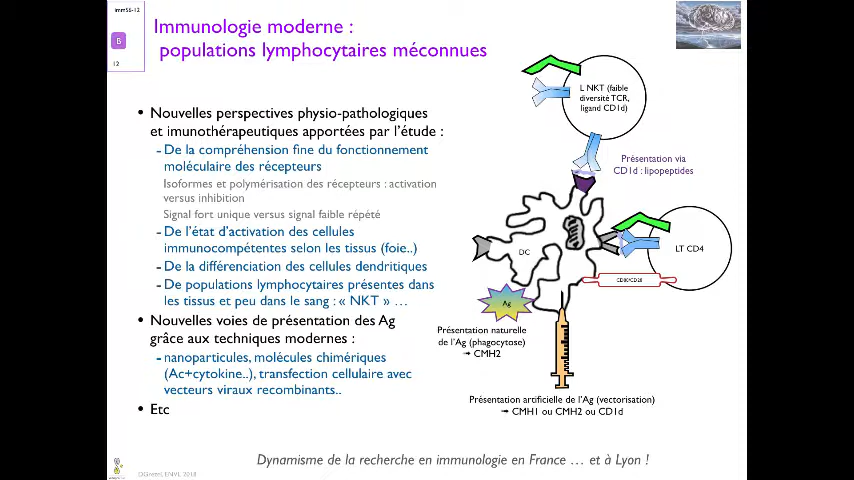 imm5b-12
B
12
Immunologie moderne :
populations lymphocytaires méconnues
• Nouvelles perspectives physio-pathologiques
et imunothérapeutiques apportées par l'étude :
- De la compréhension fine du fonctionnement
moléculaire des récepteurs
Isoformes et polymérisation des récepteurs : activation
versus inhibition
Signal fort unique versus signal faible répété
- De l'état d'activation des cellules
immunocompétentes selon les tissus (foie..)
- De la différenciation des cellules dendritiques
- De populations lymphocytaires présentes dans
les tissus et peu dans le sang : « NKT » …
• Nouvelles voies de présentation des Ag
grâce aux techniques modernes :
- nanoparticules, molécules chimériques
(Ac+cytokine..), transfection cellulaire avec
vecteurs viraux recombinants..
• Etc
L NKT (faible
diversité TCR,
ligand CD1d)
Présentation via
CD1d : lipopeptides
DC
LT CD4
CD80/CD28
Ag
Présentation naturelle
de l'Ag (phagocytose)
➟ CMH2
Présentation artificielle de l'Ag (vectorisation)
➟ CMH1 ou CMH2 ou CD1d
Dynamisme de la recherche en immunologie en France … et à Lyon !